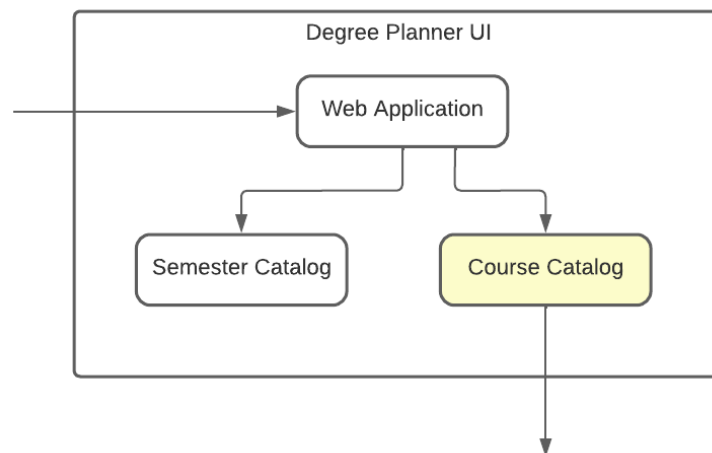 Degree Planner UI
Web Application
Semester Catalog
Course Catalog